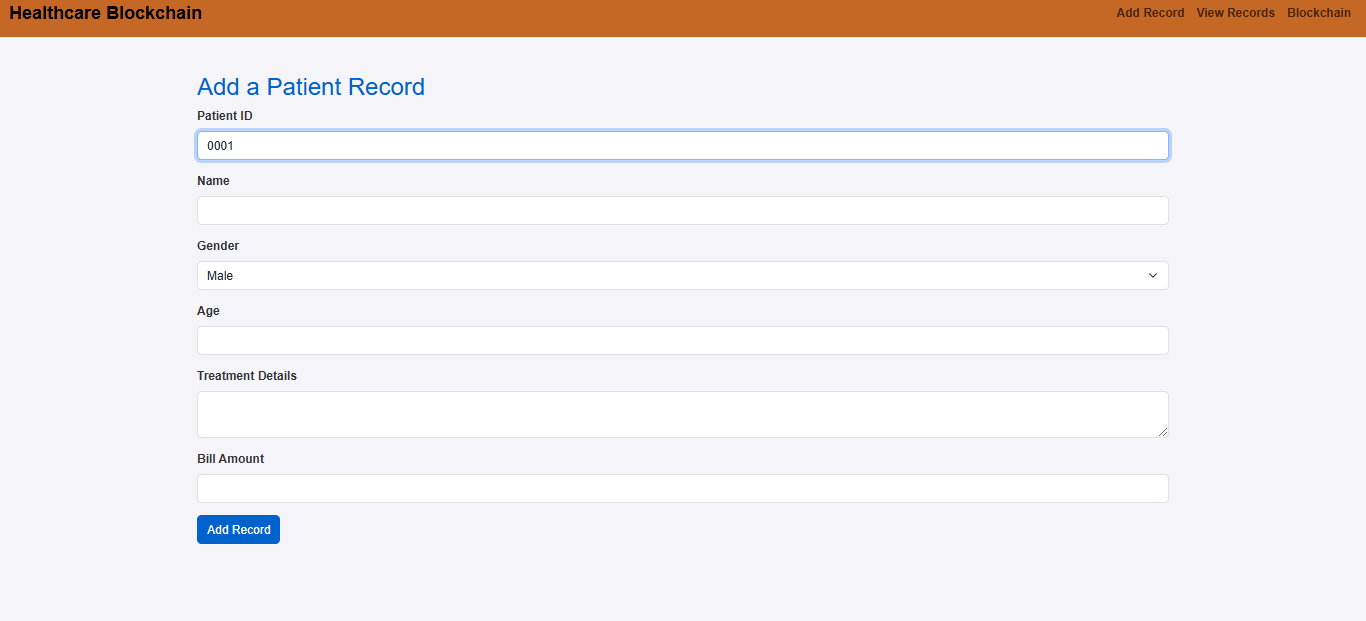 Healthcare Blockchain Add Record View Records Blockchain
Add a Patient Record
Patient ID
0001
Name
Gender
Male
Age
Treatment Details
Bill Amount
Add Record